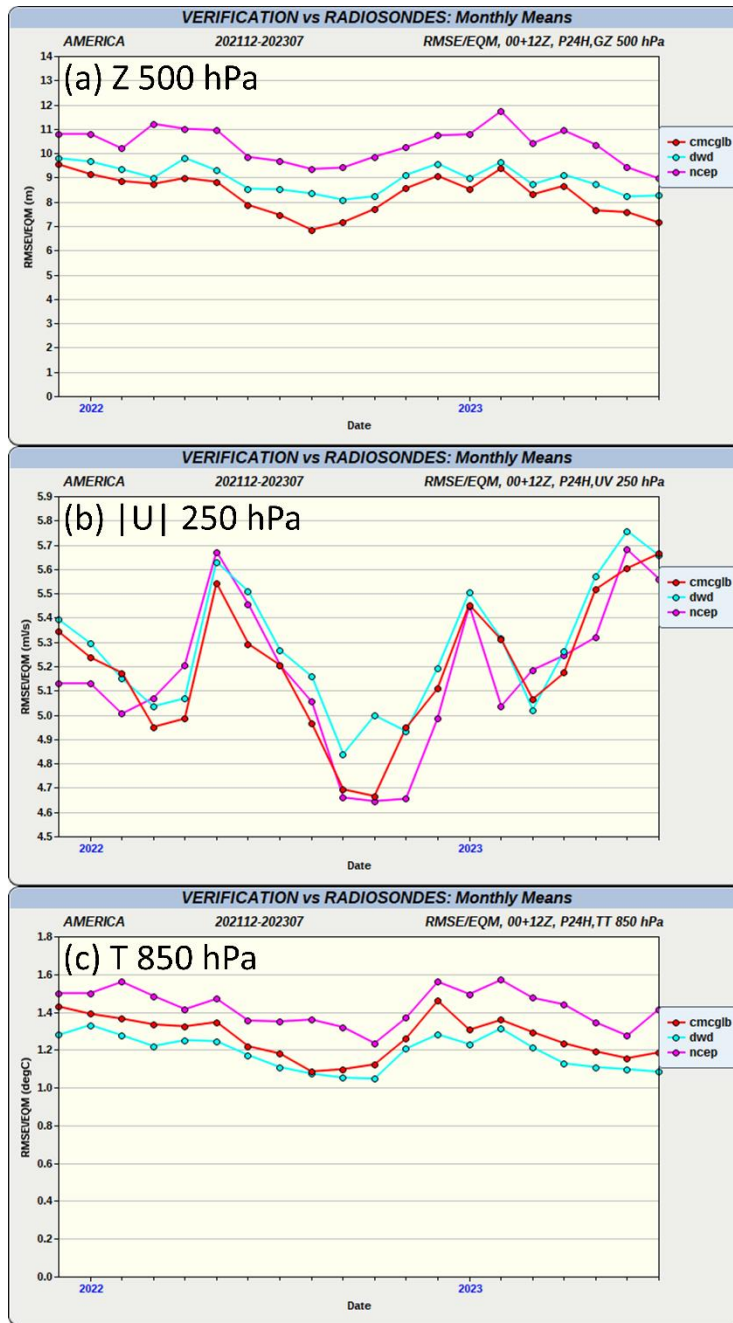 VERIFICATION vs RADIOSONDES: Monthly Means
AMERICA 202112-202307 RMSE/EQM, 00+12Z, P24H,GZ 500 hPa
(a) Z 500 hPa
14
13
12
11
10
9
8
7
6
5
4
3
2
1
0
RMSE/EQM (m)
cmcglb
dwd
ncep
2022 2023
Date
VERIFICATION vs RADIOSONDES: Monthly Means
AMERICA 202112-202307 RMSE/EQM, 00+12Z, P24H,UV 250 hPa
(b) |U| 250 hPa
5.9
5.8
5.7
5.6
5.5
5.4
5.3
5.2
5.1
5.0
4.9
4.8
4.7
4.6
4.5
RMSE/EQM (m/s)
cmcglb
dwd
ncep
2022 2023
Date
VERIFICATION vs RADIOSONDES: Monthly Means
AMERICA 202112-202307 RMSE/EQM, 00+12Z, P24H,TT 850 hPa
(c) T 850 hPa
1.8
1.6
1.4
1.2
1.0
0.8
0.6
0.4
0.2
0.0
RMSE/EQM (degC)
cmcglb
dwd
ncep
2022 2023
Date